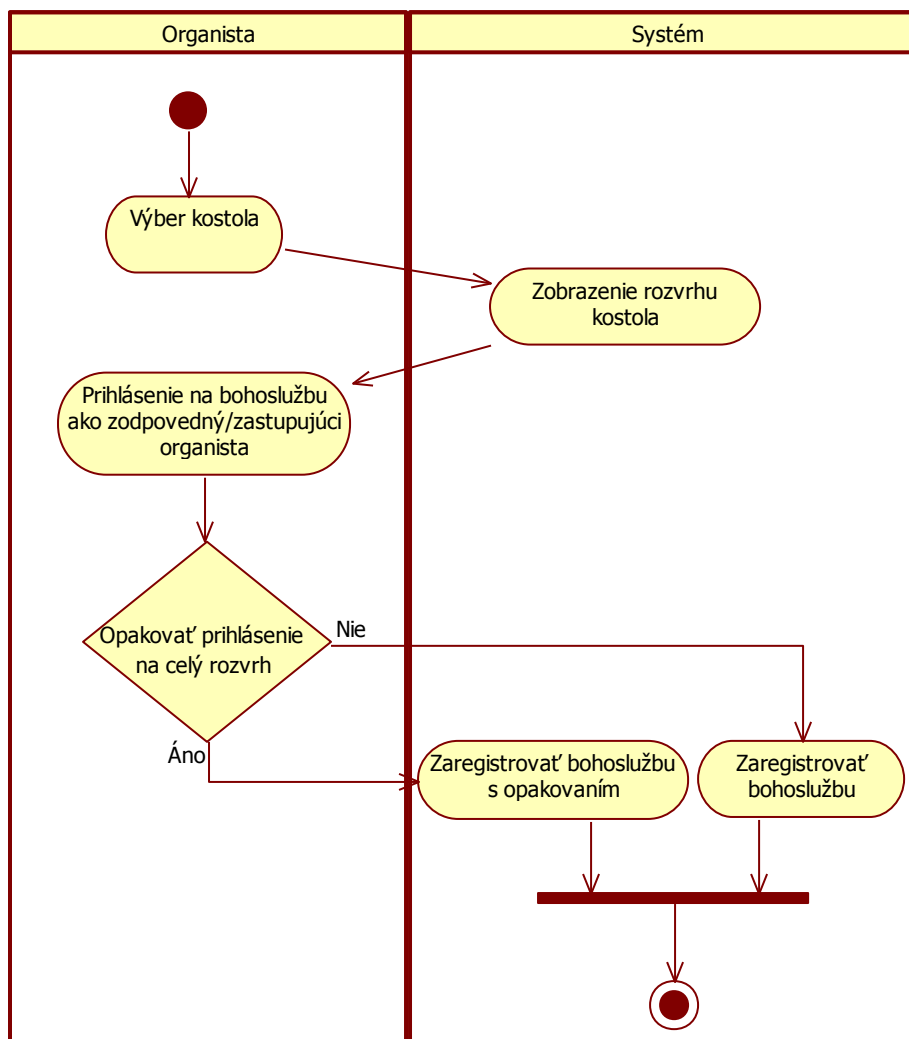 Organista
Systém
Výber kostola
Zobrazenie rozvrhu
kostola
Prihlásenie na bohoslužbu
ako zodpovedný/zastupujúci
organista
Opakovať prihlásenie
na celý rozvrh
Nie
Áno
Zaregistrovať bohoslužbu
s opakovaním
Zaregistrovať
bohoslužbu